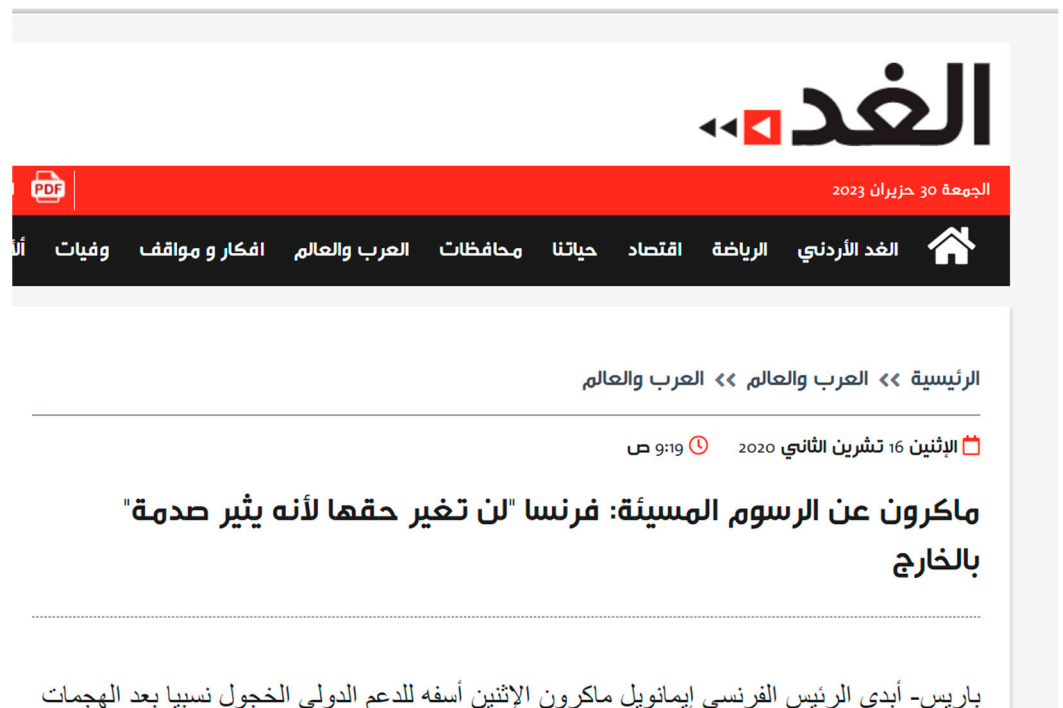 الغد
الجمعة 30 حزيران 2023
PDF
الغد الأردني الرياضة اقتصاد حياتنا محافظات العرب والعالم افكار و مواقف وفيات
الرئيسية >> العرب والعالم >> العرب والعالم
الإثنين 16 تشرين الثاني 2020 9:19 ص
ماكرون عن الرسوم المسيئة: فرنسا "لن تغير حقها لأنه يثير صدمة"
بالخارج
باريس- أبدى الرئيس الفرنسي إيمانويل ماكرون الإثنين أسفه للدعم الدولي الخجول نسبيا بعد الهجمات